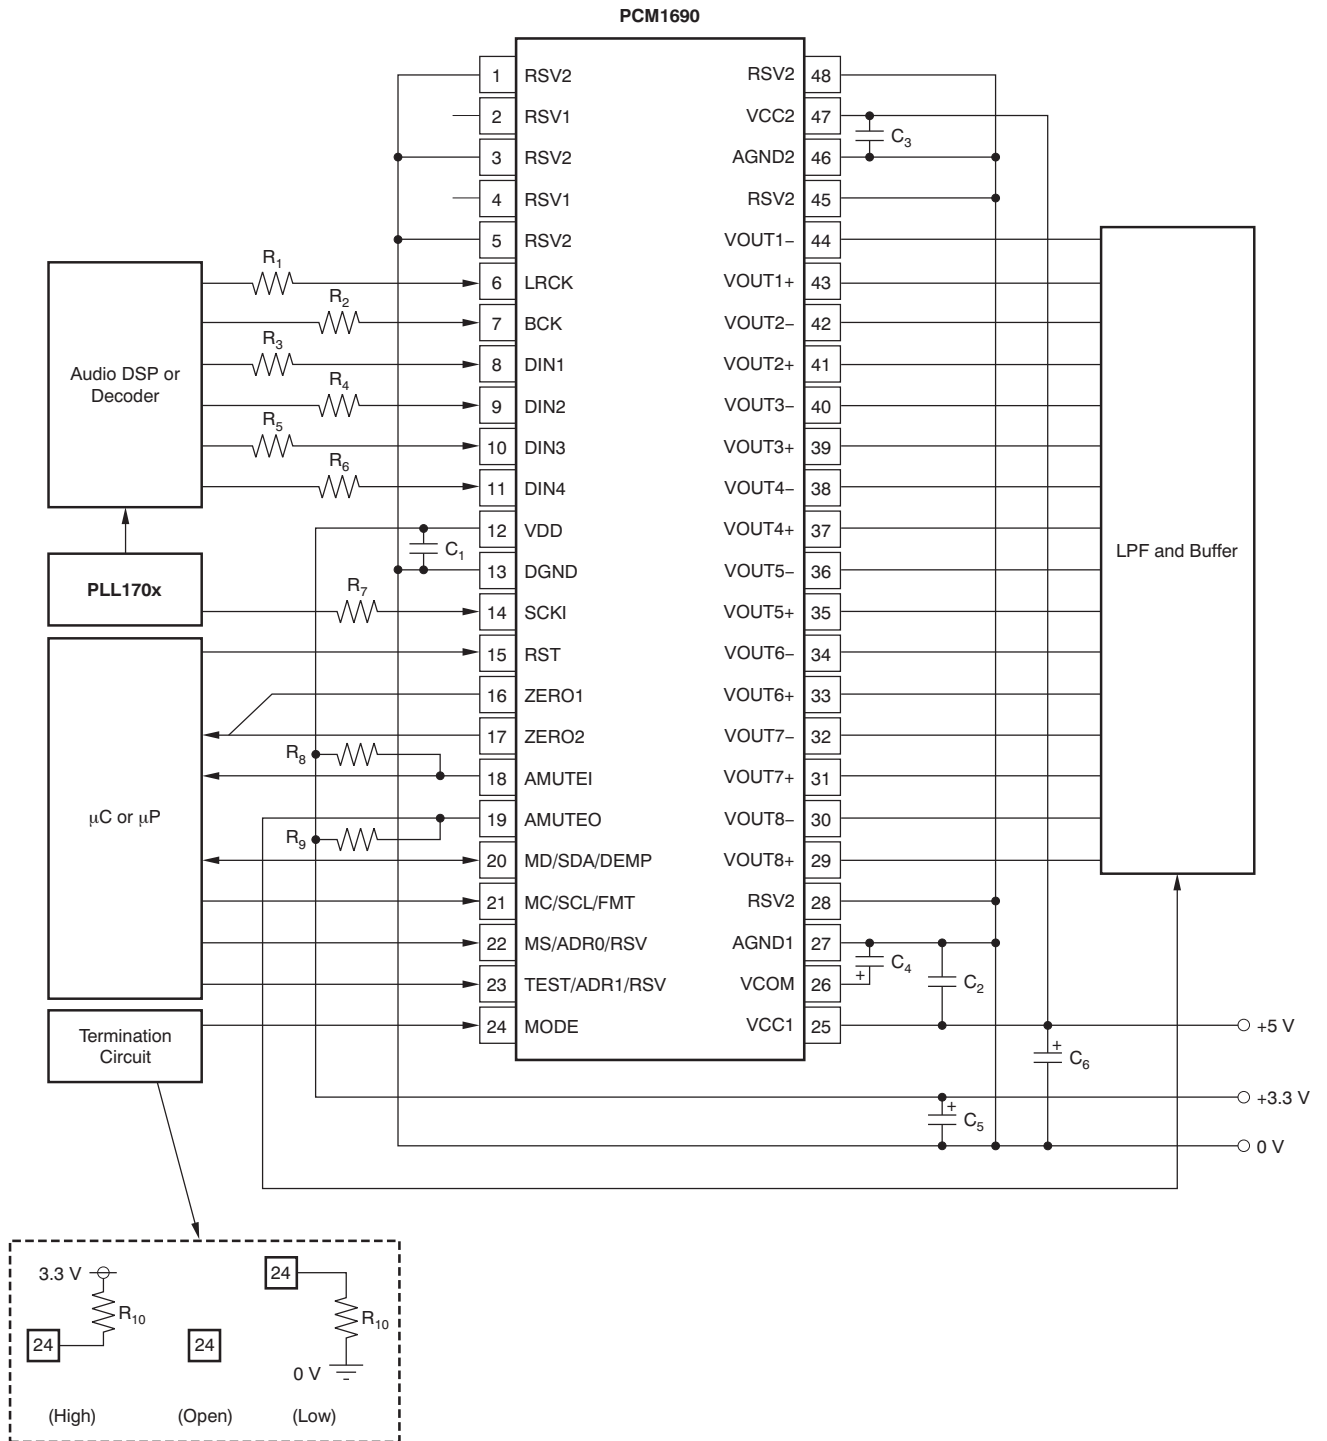 PCM1690
1 RSV2 RSV2 48
2 RSV1 VCC2 47
C3
3 RSV2 AGND2 46
4 RSV1 RSV2 45
5 RSV2 VOUT1− 44
R1
6 LRCK VOUT1+ 43
R2
7 BCK VOUT2− 42
R3
8 DIN1 VOUT2+ 41
Audio DSP or
Decoder
R4
9 DIN2 VOUT3− 40
R5
10 DIN3 VOUT3+ 39
R6
11 DIN4 VOUT4− 38
12 VDD VOUT4+ 37
C1
LPF and Buffer
13 DGND VOUT5− 36
PLL170x
R7
14 SCKI VOUT5+ 35
15 RST VOUT6− 34
16 ZERO1 VOUT6+ 33
17 ZERO2 VOUT7− 32
R8
18 AMUTEI VOUT7+ 31
µC or µP
19 AMUTEO VOUT8− 30
R9
20 MD/SDA/DEMP VOUT8+ 29
21 MC/SCL/FMT RSV2 28
22 MS/ADR0/RSV AGND1 27
C4
+
23 TEST/ADR1/RSV VCOM 26
C2
24 MODE VCC1 25
+5 V
Termination
Circuit
+
C6
+3.3 V
+
C5
0 V
3.3 V
24
R10
R10
24
24
0 V
(High) (Open) (Low)